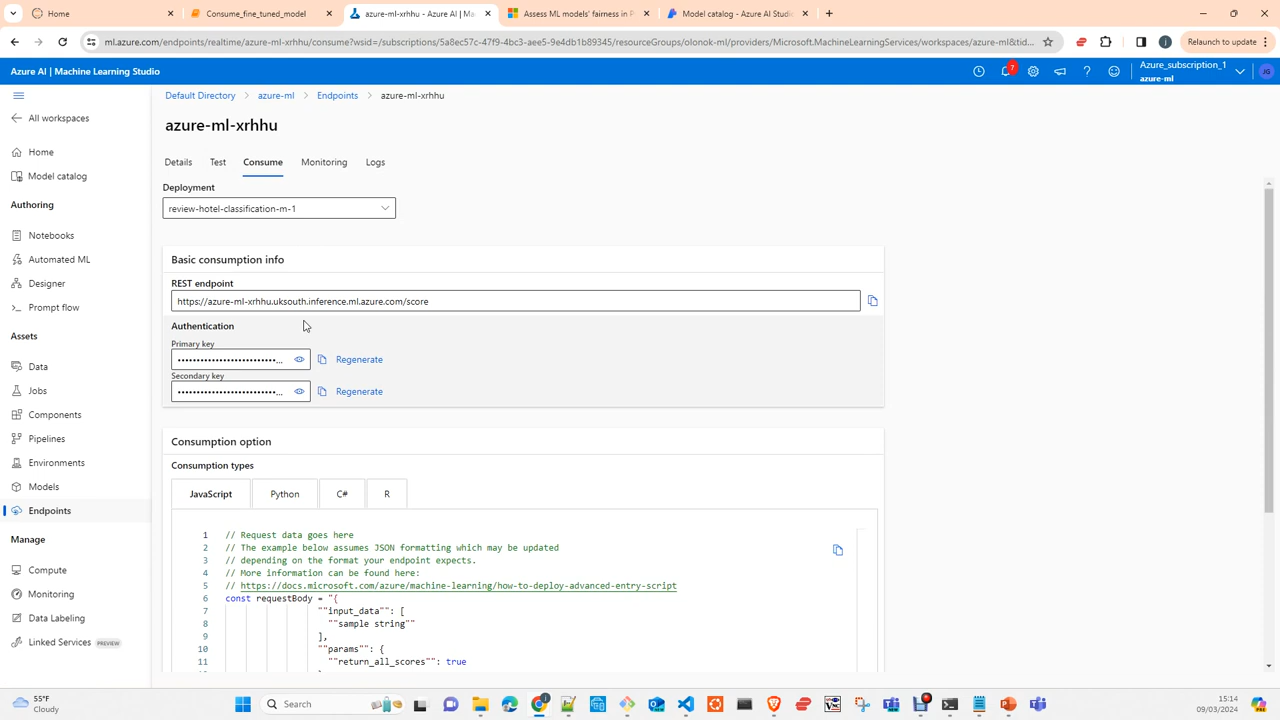 Home
Consume_fine_tuned_model
azure-ml-xrhhu - Azure AI | Ma
Assess ML models' fairness in P
Model catalog - Azure AI Studio
ml.azure.com/endpoints/realtime/azure-ml-xrhhu/consume?wsid=/subscriptions/5a8ec57c-47f9-4bc3-aee5-9e4db1b89345/resourceGroups/olonok-ml/providers/Microsoft.MachineLearningServices/workspaces/azure-ml&tid...
Relaunch to update
Azure AI | Machine Learning Studio
7
Azure_subscription_1
azure-ml
JG
All workspaces
Home
Model catalog
Authoring
Notebooks
Automated ML
Designer
Prompt flow
Assets
Data
Jobs
Components
Pipelines
Environments
Models
Endpoints
Manage
Compute
Monitoring
Data Labeling
Linked Services PREVIEW
Default Directory > azure-ml > Endpoints > azure-ml-xrhhu
azure-ml-xrhhu
Details Test Consume Monitoring Logs
Deployment
review-hotel-classification-m-1
Basic consumption info
REST endpoint
https://azure-ml-xrhhu.uksouth.inference.ml.azure.com/score
Authentication
Primary key
Regenerate
Secondary key
Regenerate
Consumption option
Consumption types
JavaScript Python C# R
1 // Request data goes here
2 // The example below assumes JSON formatting which may be updated
3 // depending on the format your endpoint expects.
4 // More information can be found here:
5 // https://docs.microsoft.com/azure/machine-learning/how-to-deploy-advanced-entry-script
6 const requestBody = "{
7 ""input_data"": [
8 ""sample string""
9 ],
10 ""params"": {
11 ""return_all_scores"": true
55°F
Cloudy
Search
15:14
09/03/2024